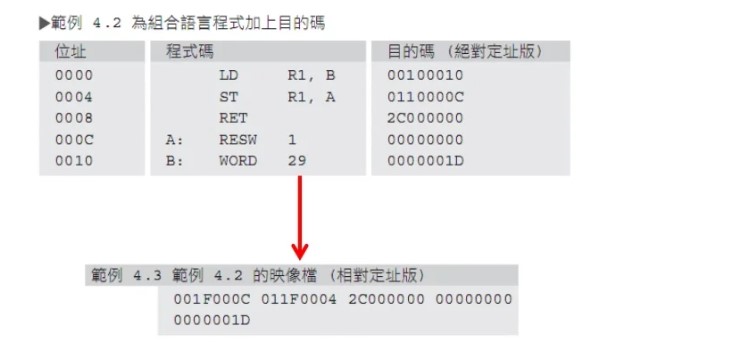 ▶範例 4.2 為組合語言程式加上目的碼
位址 程式碼 目的碼 (絕對定址版)
0000 LD R1, B 00100010
0004 ST R1, A 0110000C
0008 RET 2C000000
000C A: RESW 1 00000000
0010 B: WORD 29 0000001D
範例 4.3 範例 4.2 的映像檔 (相對定址版)
001F000C 011F0004 2C000000 00000000
0000001D